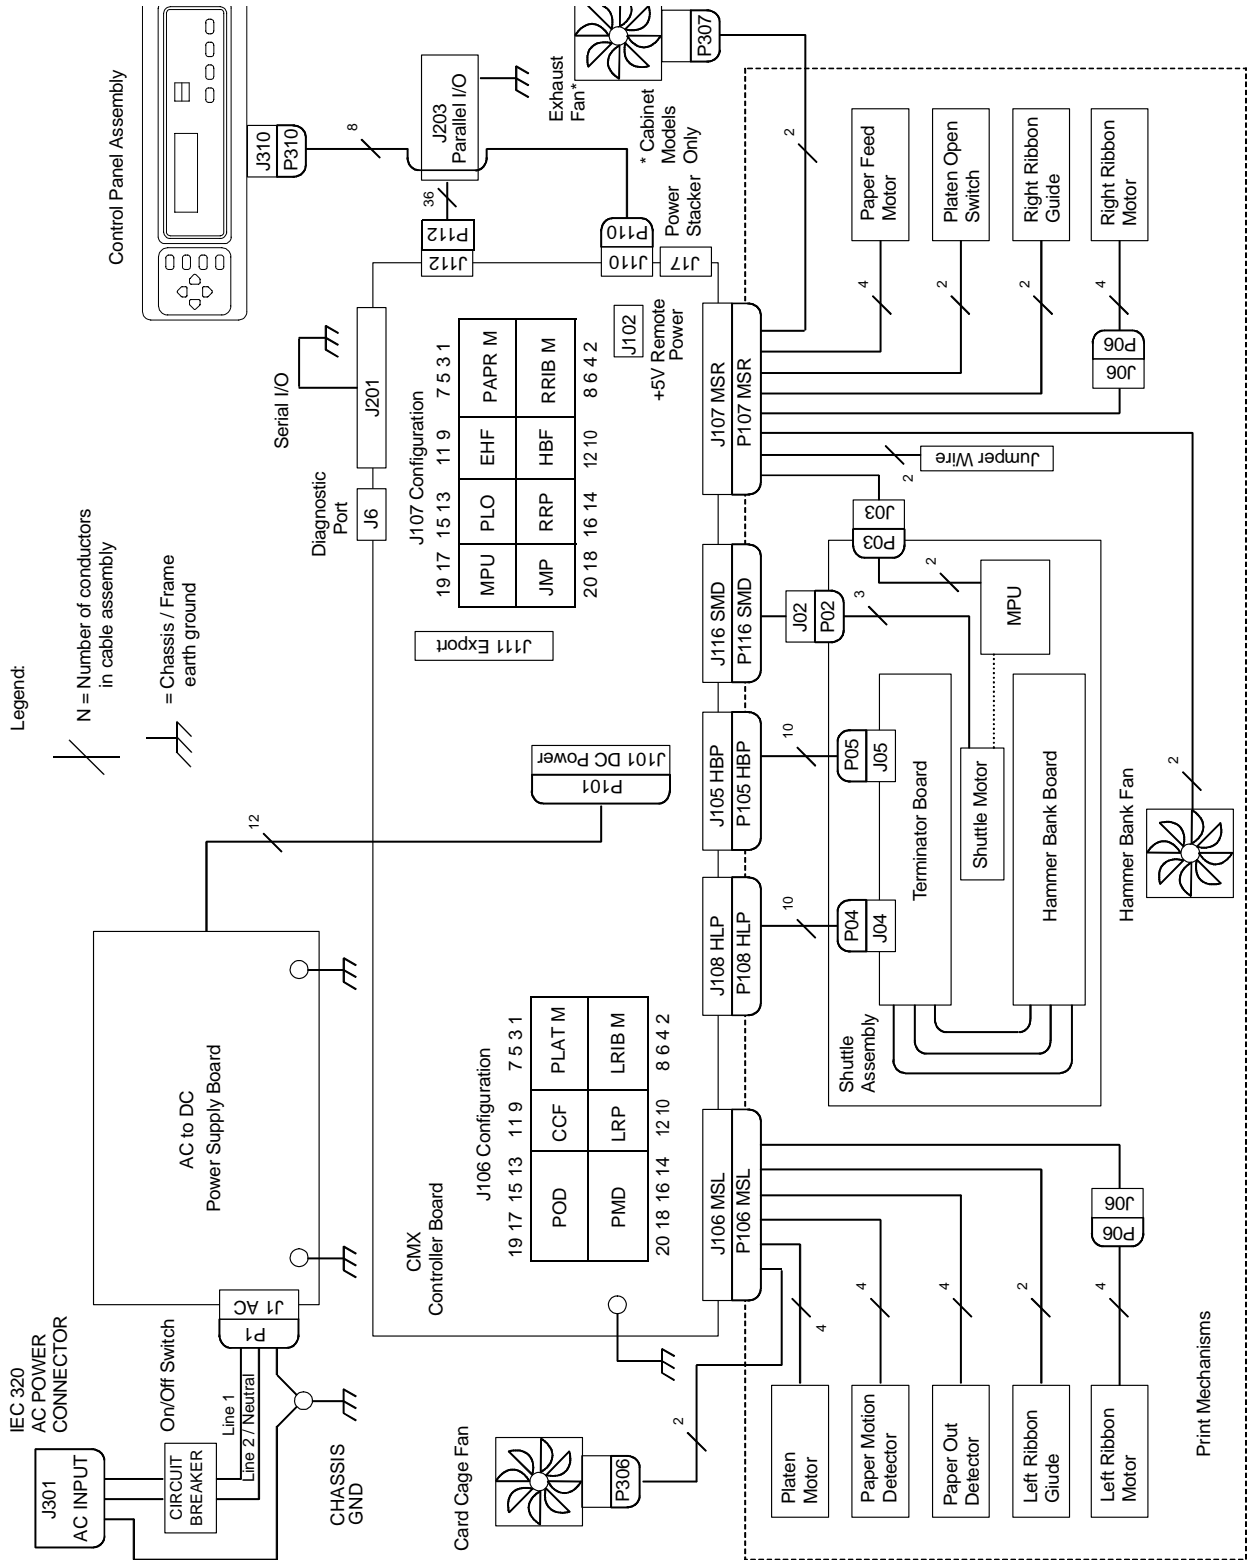 Legend:
N = Number of conductors
in cable assembly
= Chassis / Frame
earth ground
IEC 320
AC POWER
CONNECTOR
J301
AC INPUT
On/Off Switch
CIRCUIT
BREAKER
Line 1
Line 2 / Neutral
CHASSIS
GND
P1
J1 AC
AC to DC
Power Supply Board
12
P101
J101 DC Power
Control Panel Assembly
J310
P310
8
J203
Parallel I/O
36
P112
J112
Exhaust
Fan*
P307
* Cabinet
Models
Only
2
P110
J110
Power
Stacker
J17
J102
+5V Remote
Power
Serial I/O
J201
Diagnostic
Port
J6
J111 Export
J107 Configuration
19 17 15 13 11 9 7 5 3 1
MPU PLO EHF PAPR M
JMP RRP HBF RRIB M
20 18 16 14 12 10 8 6 4 2
CMX
Controller Board
J106 Configuration
19 17 15 13 11 9 7 5 3 1
POD CCF PLAT M
PMD LRP LRIB M
20 18 16 14 12 10 8 6 4 2
Card Cage Fan
P306
2
J106 MSL
P106 MSL
J108 HLP
P108 HLP
J105 HBP
P105 HBP
J116 SMD
P116 SMD
J107 MSR
P107 MSR
Platen
Motor
4
Paper Motion
Detector
4
Paper Out
Detector
4
Left Ribbon
Giude
2
Left Ribbon
Motor
4
P06
J06
Print Mechanisms
Shuttle
Assembly
10
P04
J04
10
P05
J05
Terminator Board
J02
P02
3
Shuttle Motor
Hammer Bank Board
MPU
2
P03
J03
2
Jumper Wire
Hammer Bank Fan
2
Paper Feed
Motor
4
Platen Open
Switch
2
Right Ribbon
Guide
2
Right Ribbon
Motor
4
J06
P06